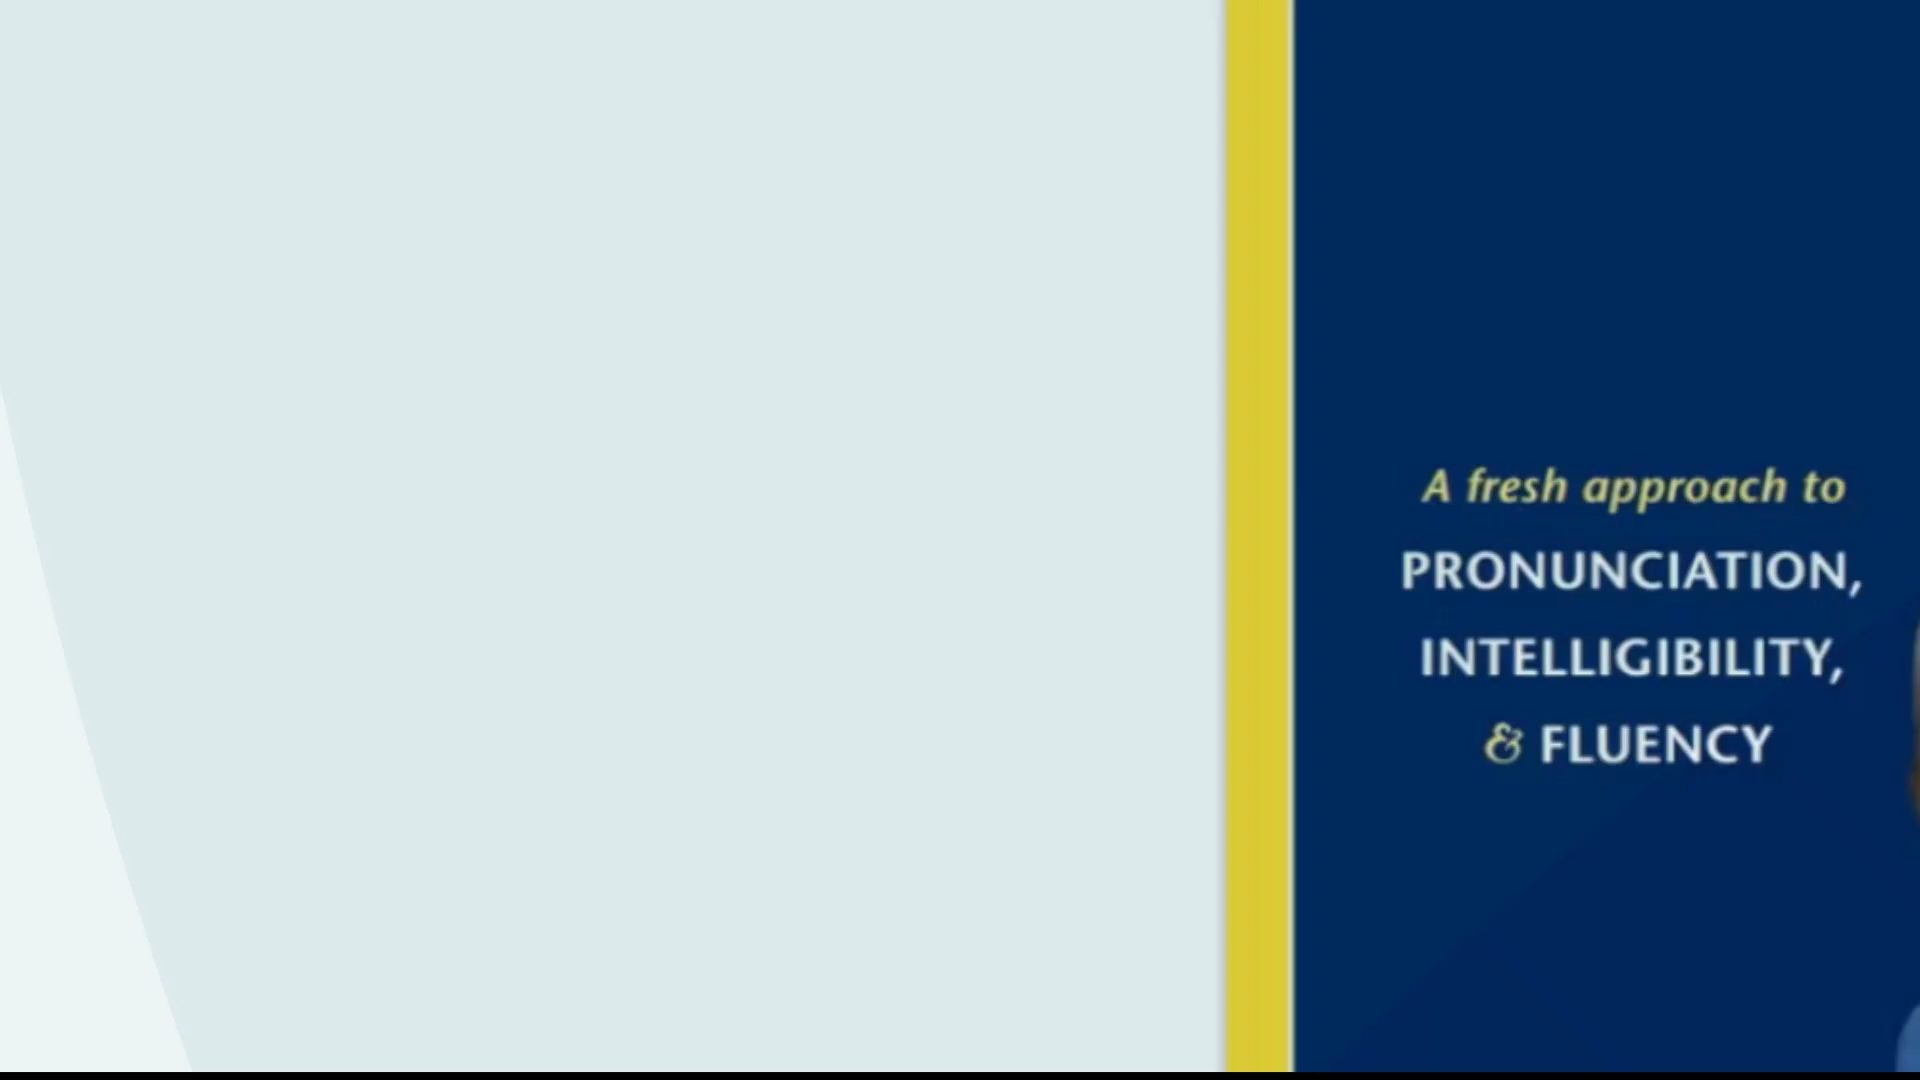 A fresh approach to
PRONUNCIATION,
INTELLIGIBILITY,
& FLUENCY